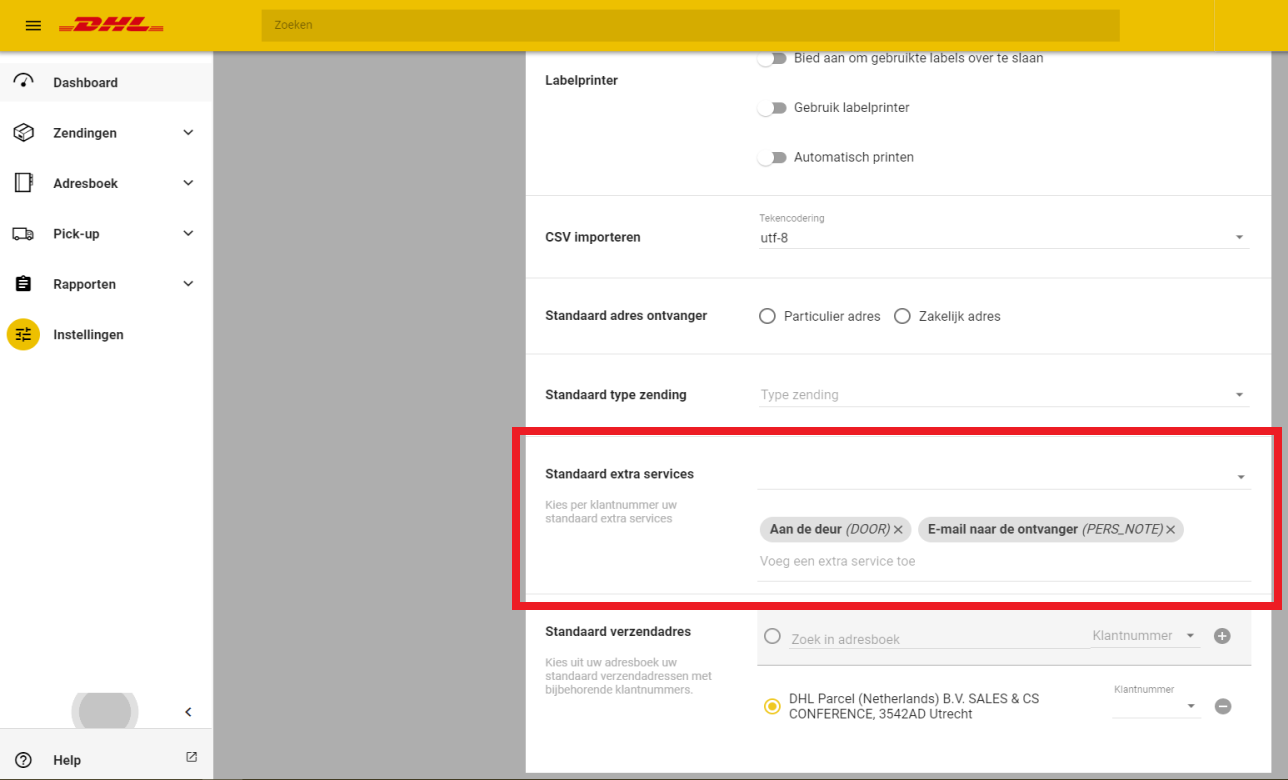 DHL
Zoeken
Dashboard
Zendingen
Adresboek
Pick-up
Rapporten
Instellingen
Help
Labelprinter
Bied aan om gebruikte labels over te slaan
Gebruik labelprinter
Automatisch printen
CSV importeren
Tekencodering
utf-8
Standaard adres ontvanger
Particulier adres
Zakelijk adres
Standaard type zending
Type zending
Standaard extra services
Kies per klantnummer uw
standaard extra services
Aan de deur (DOOR)
E-mail naar de ontvanger (PERS_NOTE)
Voeg een extra service toe
Standaard verzendadres
Kies uit uw adresboek uw
standaard verzendadressen met
bijbehorende klantnummers.
Zoek in adresboek
Klantnummer
DHL Parcel (Netherlands) B.V. SALES & CS
CONFERENCE, 3542AD Utrecht
Klantnummer